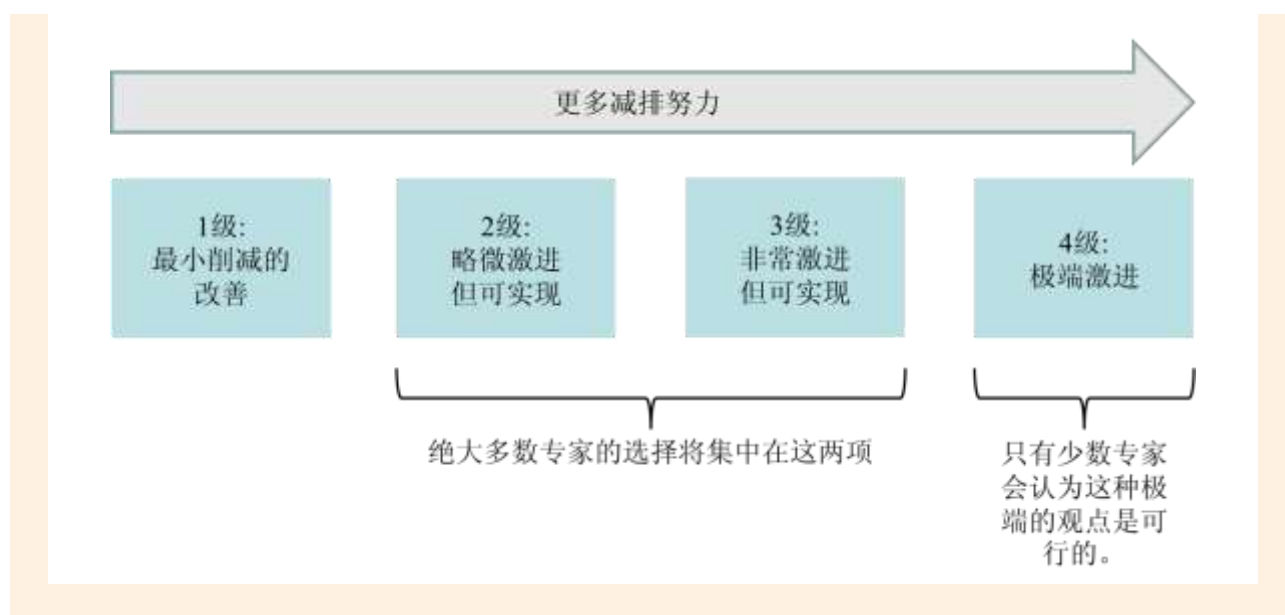 更多减排努力
1级:
最小削减的
改善
2级:
略微激进
但可实现
3级:
非常激进
但可实现
4级:
极端激进
绝大多数专家的选择将集中在这两项
只有少数专家
会认为这种极
端的观点是可
行的。